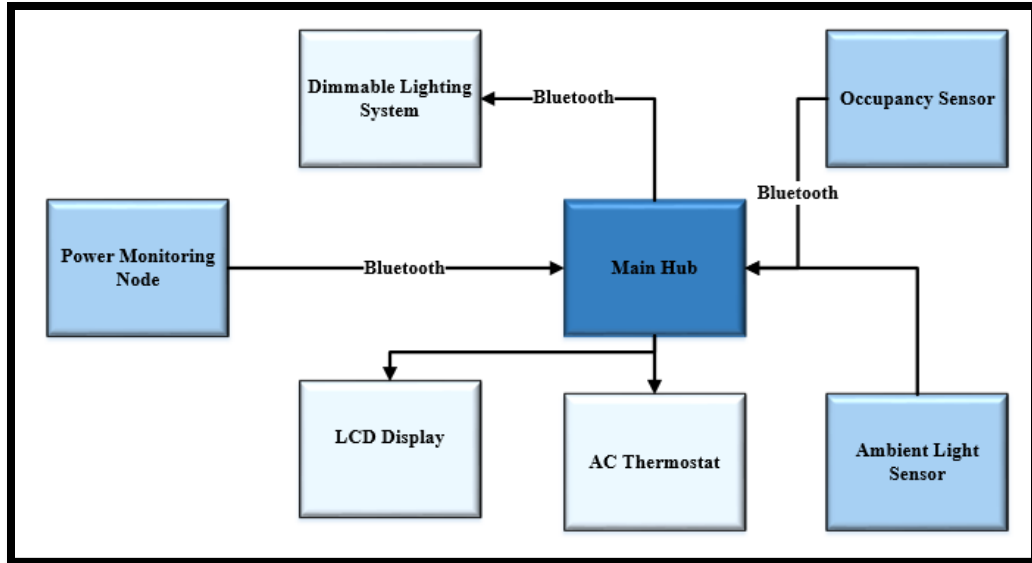 Dimmable Lighting
System
Bluetooth
Occupancy Sensor
Bluetooth
Power Monitoring
Node
Bluetooth
Main Hub
LCD Display
AC Thermostat
Ambient Light
Sensor